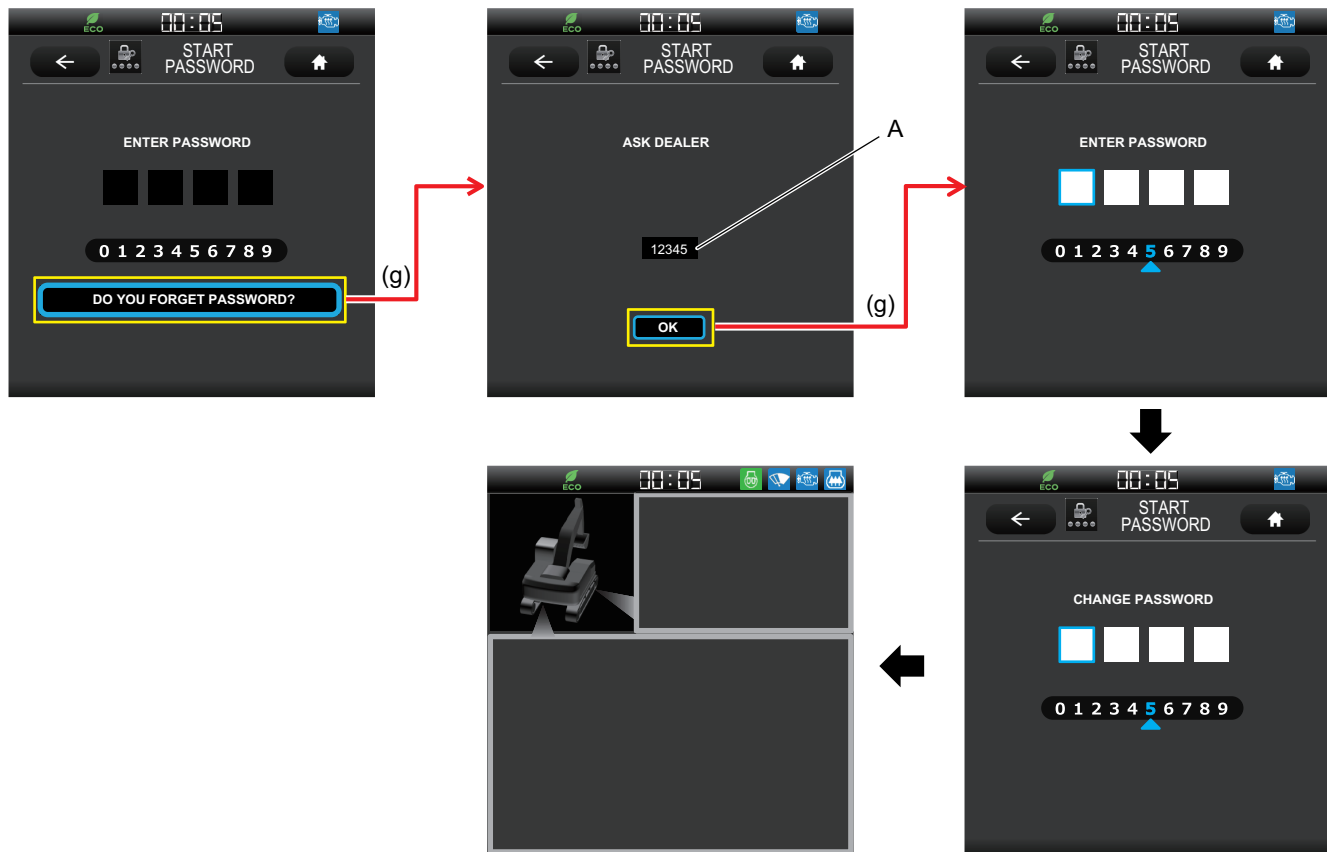 ECO
00:05
START
PASSWORD
ENTER PASSWORD
0 1 2 3 4 5 6 7 8 9
DO YOU FORGET PASSWORD?
(g)
ECO
00:05
START
PASSWORD
ASK DEALER
A
12345
OK
(g)
ECO
00:05
START
PASSWORD
ENTER PASSWORD
0 1 2 3 4 5 6 7 8 9
ECO
00:05
START
PASSWORD
CHANGE PASSWORD
0 1 2 3 4 5 6 7 8 9
ECO
00:05